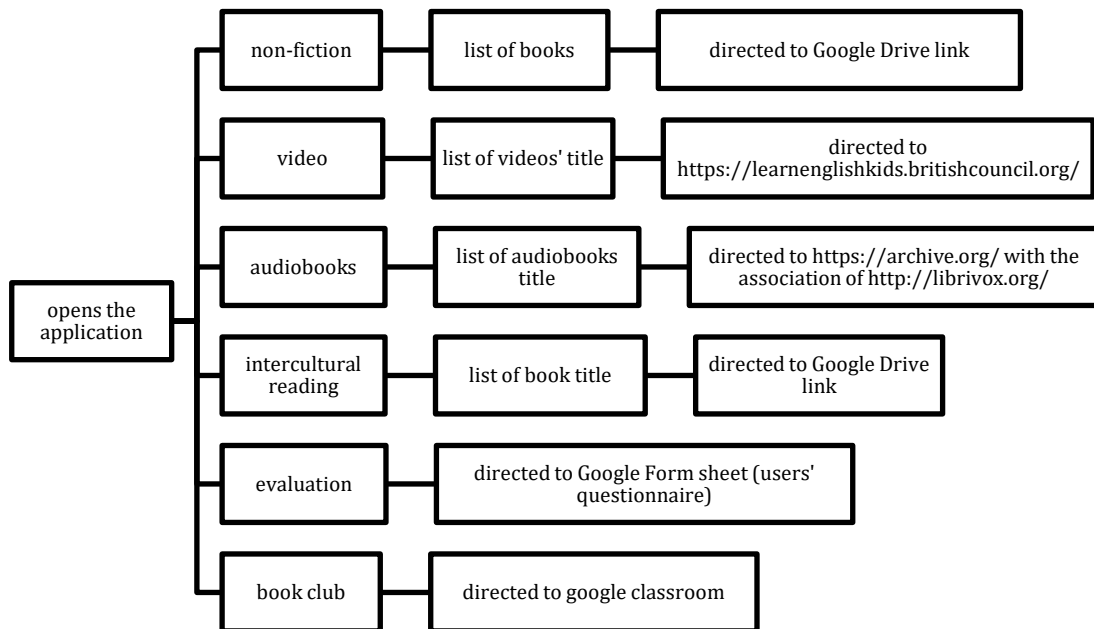 non-fiction
list of books
directed to Google Drive link
video
list of videos' title
directed to
https://learnenglishkids.britishcouncil.org/
audiobooks
list of audiobooks
title
directed to https://archive.org/ with the
association of http://librivox.org/
opens the
application
intercultural
reading
list of book title
directed to Google Drive
link
evaluation
directed to Google Form sheet (users'
questionnaire)
book club
directed to google classroom